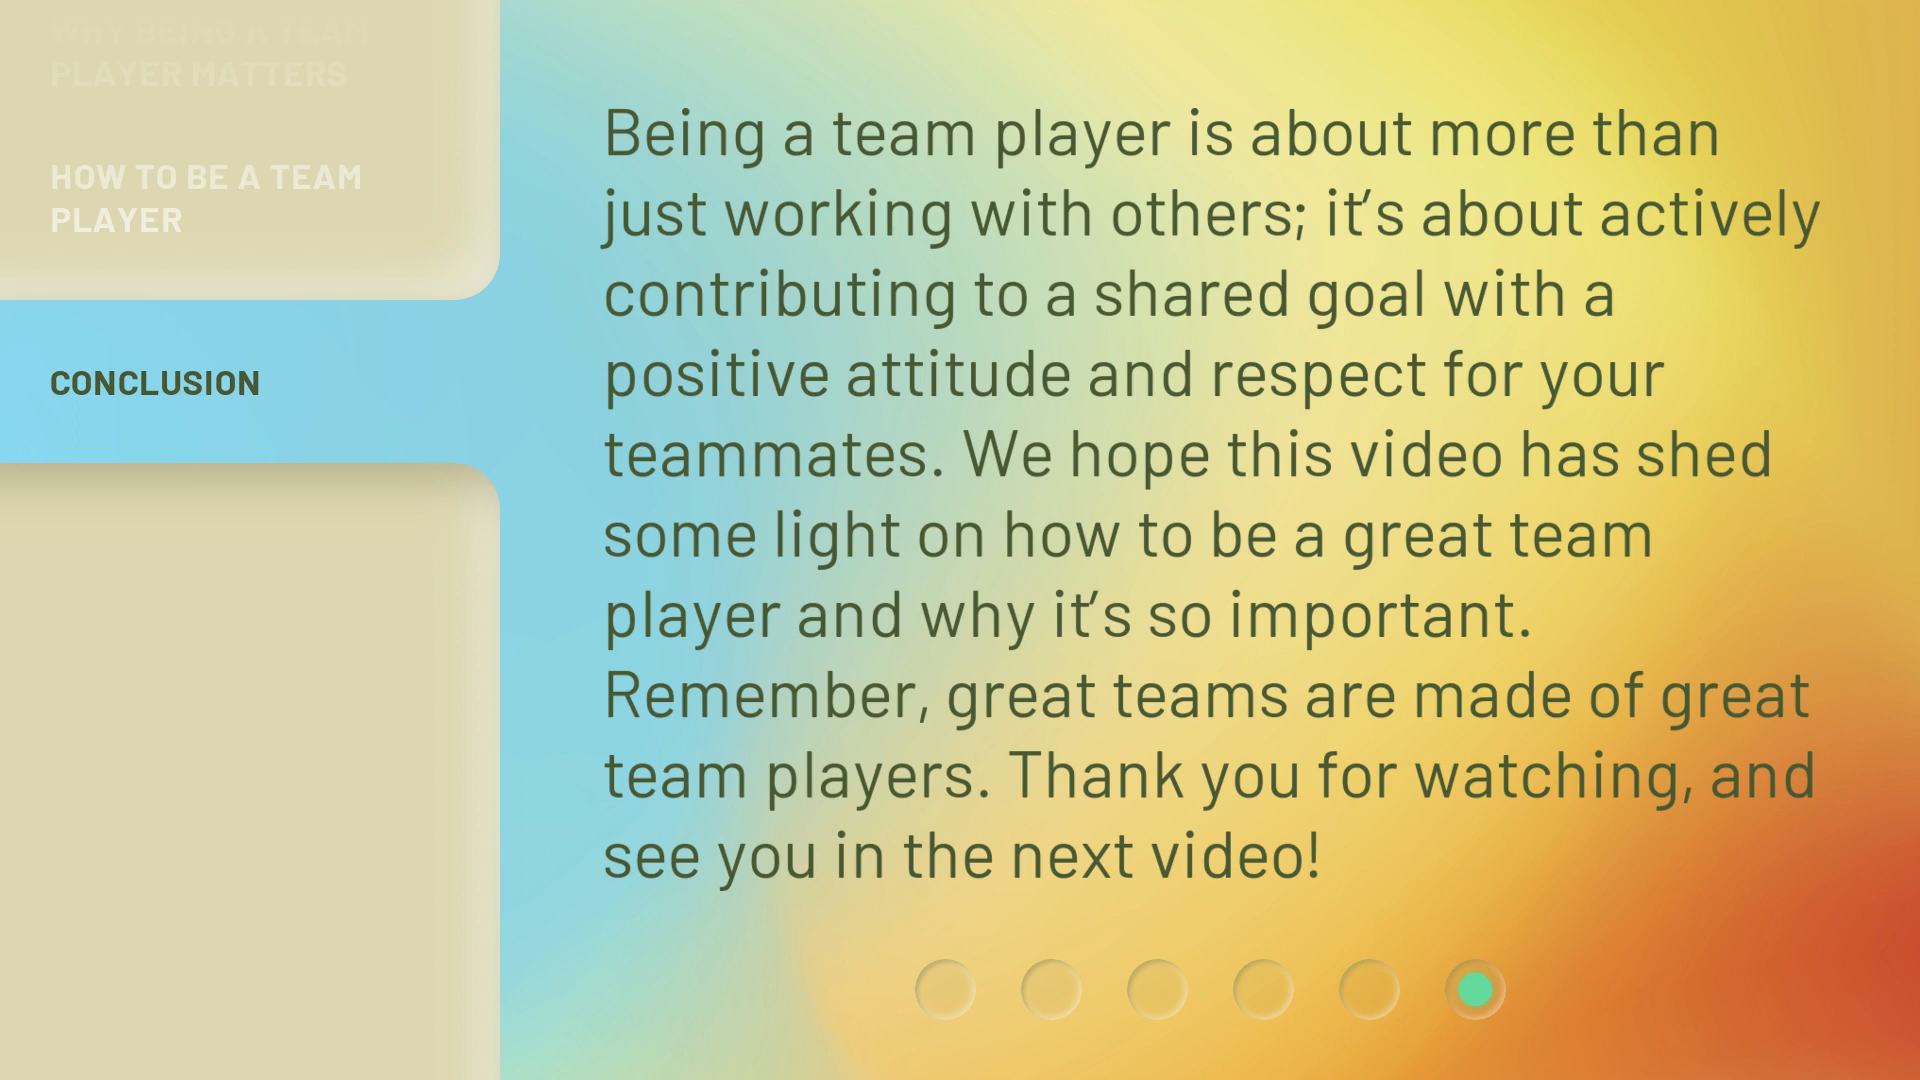 WHY BEING A TEAM
PLAYER MATTERS
HOW TO BE A TEAM
PLAYER
CONCLUSION
Being a team player is about more than
just working with others; it’s about actively
contributing to a shared goal with a
positive attitude and respect for your
teammates. We hope this video has shed
some light on how to be a great team
player and why it’s so important.
Remember, great teams are made of great
team players. Thank you for watching, and
see you in the next video!